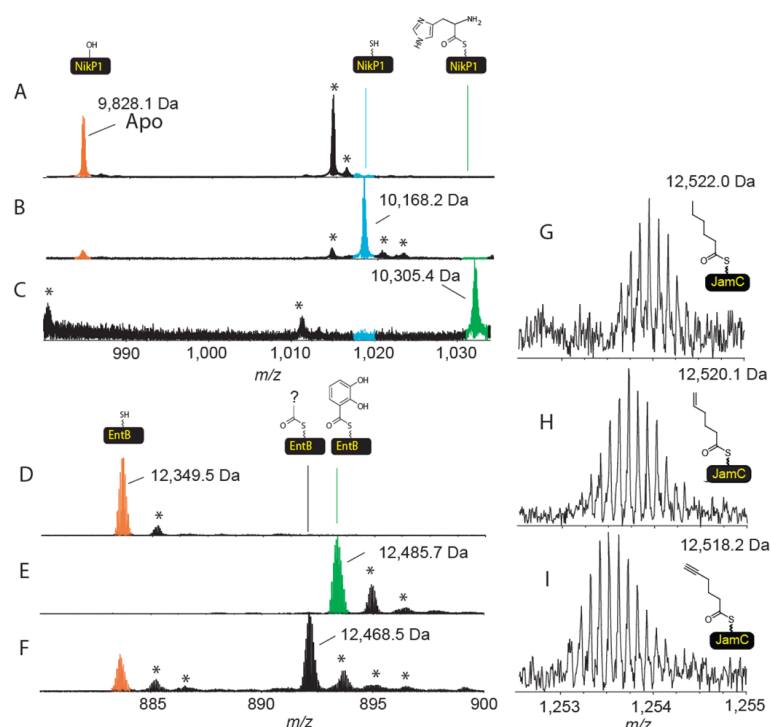 OH
NikP1
SH
NikP1
N
HN
NH₂
O
S
NikP1
A
9,828.1 Da
Apo
*
*
B
10,168.2 Da
*
*
*
C
10,305.4 Da
*
*
990
1,000
1,010
1,020
1,030
m/z
SH
EntB
?
O
S
EntB
OH
OH
O
S
EntB
D
12,349.5 Da
*
E
12,485.7 Da
*
*
F
12,468.5 Da
*
*
*
*
*
885
890
895
900
m/z
G
12,522.0 Da
O
S
JamC
H
12,520.1 Da
O
S
JamC
I
12,518.2 Da
O
S
JamC
1,253
1,254
1,255
m/z